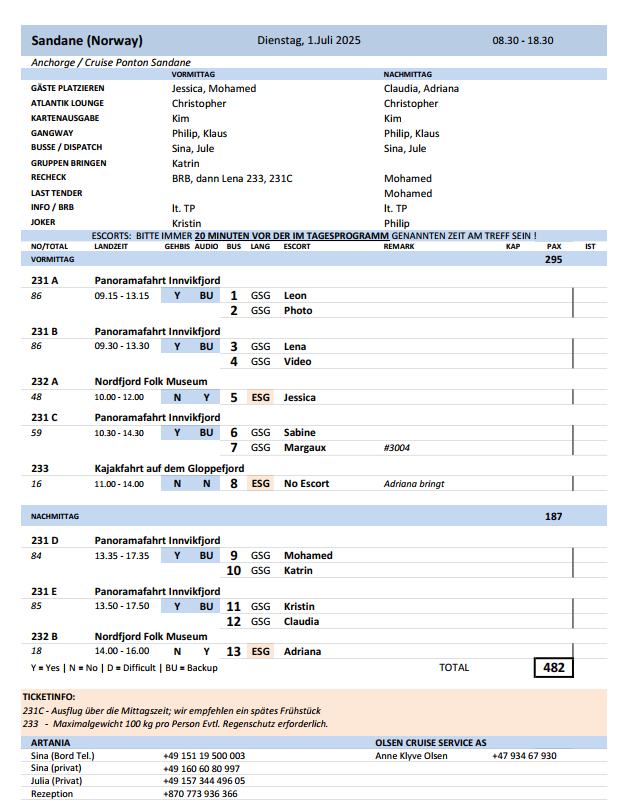 Sandane (Norway) Dienstag, 1.Juli 2025 08.30 - 18.30
Anchorge / Cruise Ponton Sandane
VORMITTAG NACHMITTAG
GÄSTE PLATZIEREN Jessica, Mohamed Claudia, Adriana
ATLANTIK LOUNGE Christopher Christopher
KARTENAUSGABE Kim Kim
GANGWAY Philip, Klaus Philip, Klaus
BUSSE / DISPATCH Sina, Jule Sina, Jule
GRUPPEN BRINGEN Katrin
RECHECK BRB, dann Lena 233, 231C Mohamed
LAST TENDER Mohamed
INFO / BRB lt. TP lt. TP
JOKER Kristin Philip
ESCORTS: BITTE IMMER 20 MINUTEN VOR DER IM TAGESPROGRAMM GENANNTEN ZEIT AM TREFF SEIN !
NO/TOTAL LANDZEIT GEHBIS AUDIO BUS LANG ESCORT REMARK KAP PAX IST
VORMITTAG 295
231 A Panoramafahrt Innvikfjord
86 09.15 - 13.15 Y BU 1 GSG Leon
2 GSG Photo
231 B Panoramafahrt Innvikfjord
86 09.30 - 13.30 Y BU 3 GSG Lena
4 GSG Video
232 A Nordfjord Folk Museum
48 10.00 - 12.00 N Y 5 ESG Jessica
231 C Panoramafahrt Innvikfjord
59 10.30 - 14.30 Y BU 6 GSG Sabine
7 GSG Margaux #3004
233 Kajakfahrt auf dem Gloppefjord
16 11.00 - 14.00 N N 8 ESG No Escort Adriana bringt
NACHMITTAG 187
231 D Panoramafahrt Innvikfjord
84 13.35 - 17.35 Y BU 9 GSG Mohamed
10 GSG Katrin
231 E Panoramafahrt Innvikfjord
85 13.50 - 17.50 Y BU 11 GSG Kristin
12 GSG Claudia
232 B Nordfjord Folk Museum
18 14.00 - 16.00 N Y 13 ESG Adriana
Y = Yes | N = No | D = Difficult | BU = Backup TOTAL 482
TICKETINFO:
231C - Ausflug über die Mittagszeit; wir empfehlen ein spätes Frühstück
233 - Maximalgewicht 100 kg pro Person Evtl. Regenschutz erforderlich.
ARTANIA OLSEN CRUISE SERVICE AS
Sina (Bord Tel.) +49 151 19 500 003 Anne Klyve Olsen +47 934 67 930
Sina (privat) +49 160 60 80 997
Julia (Privat) +49 157 344 496 05
Rezeption +870 773 936 366